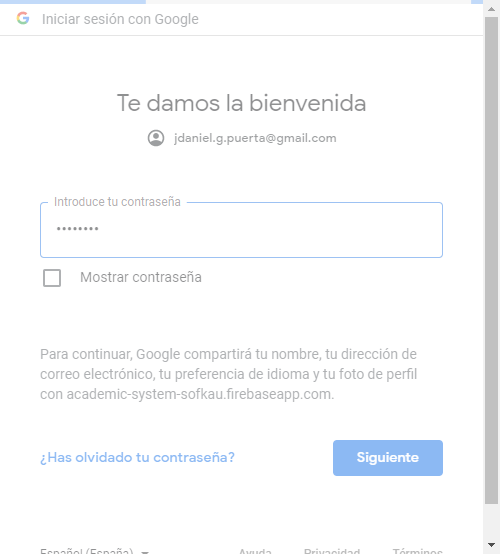 Iniciar sesión con Google
Te damos la bienvenida
jdaniel.g.puerta@gmail.com
Introduce tu contraseña
••••••••
Mostrar contraseña
Para continuar, Google compartirá tu nombre, tu dirección de
correo electrónico, tu preferencia de idioma y tu foto de perfil
con academic-system-sofkau.firebaseapp.com.
¿Has olvidado tu contraseña? Siguiente
Español (España) Ayuda Privacidad Términos